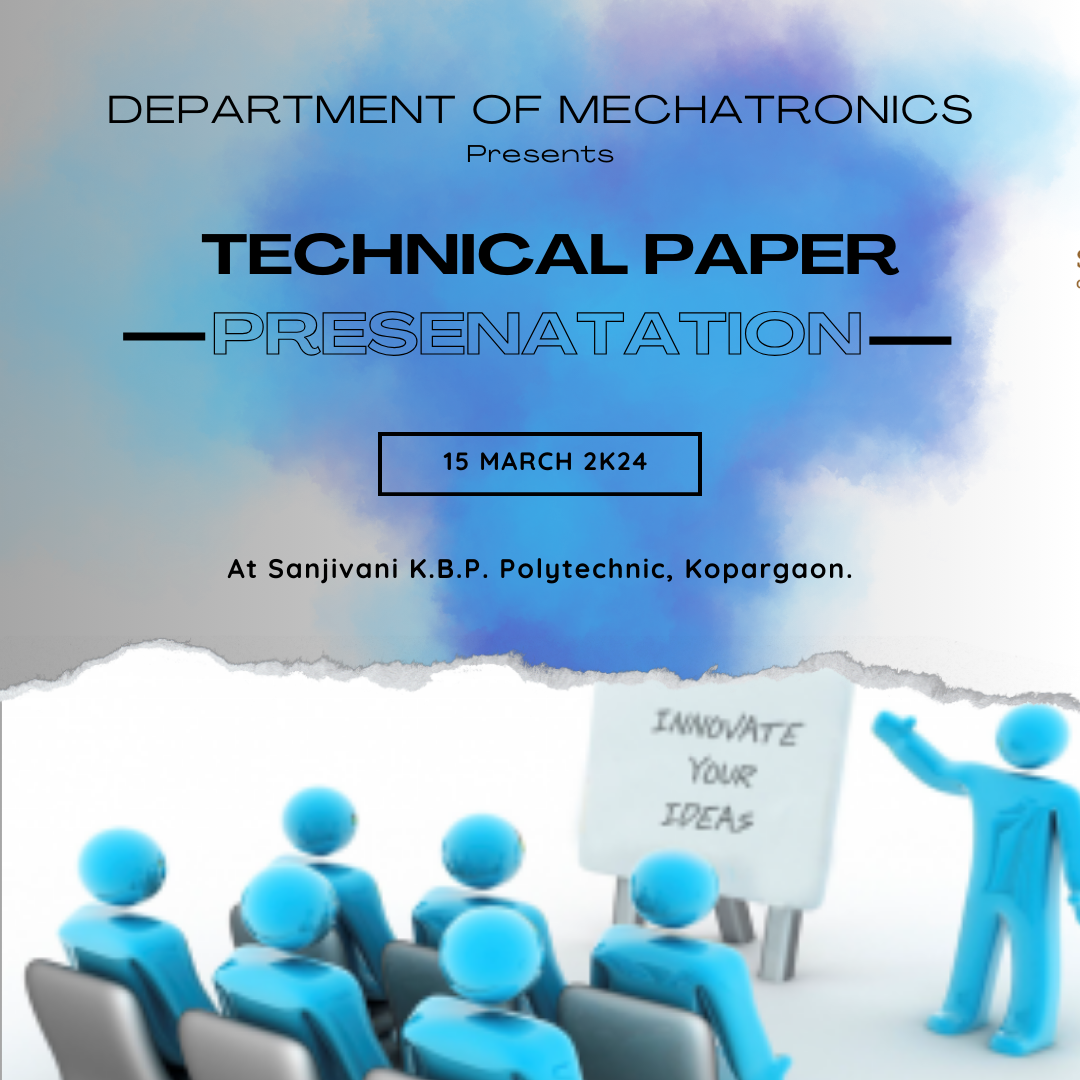 DEPARTMENT OF MECHATRONICS
Presents
TECHNICAL PAPER
PRESENATATION
15 MARCH 2K24
At Sanjivani K.B.P. Polytechnic, Kopargaon.
INNOVATE
YOUR
IDEAS